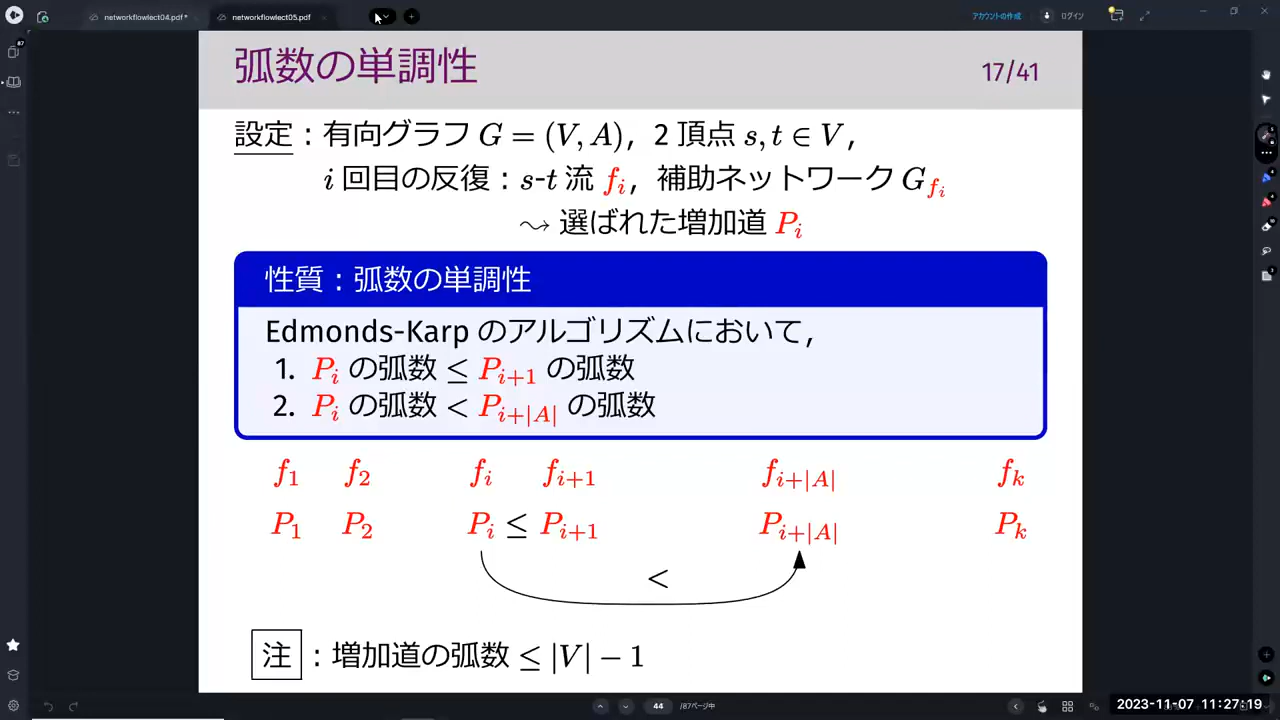 networkflowlect04.pdf*
networkflowlect05.pdf
アカウントの作成
ログイン
弧数の単調性
17/41
設定：有向グラフ G = (V, A)，2 頂点 s, t ∈ V，
i 回目の反復：s-t 流 f_i，補助ネットワーク G_{f_i}
⤳ 選ばれた増加道 P_i
性質：弧数の単調性
Edmonds-Karp のアルゴリズムにおいて，
1. P_i の弧数 ≤ P_{i+1} の弧数
2. P_i の弧数 < P_{i+|A|} の弧数
f_1 f_2 f_i f_{i+1} f_{i+|A|} f_k
P_1 P_2 P_i ≤ P_{i+1} P_{i+|A|} P_k
<
注：増加道の弧数 ≤ |V| − 1
44 /87ページ中
2023-11-07 11:27:19